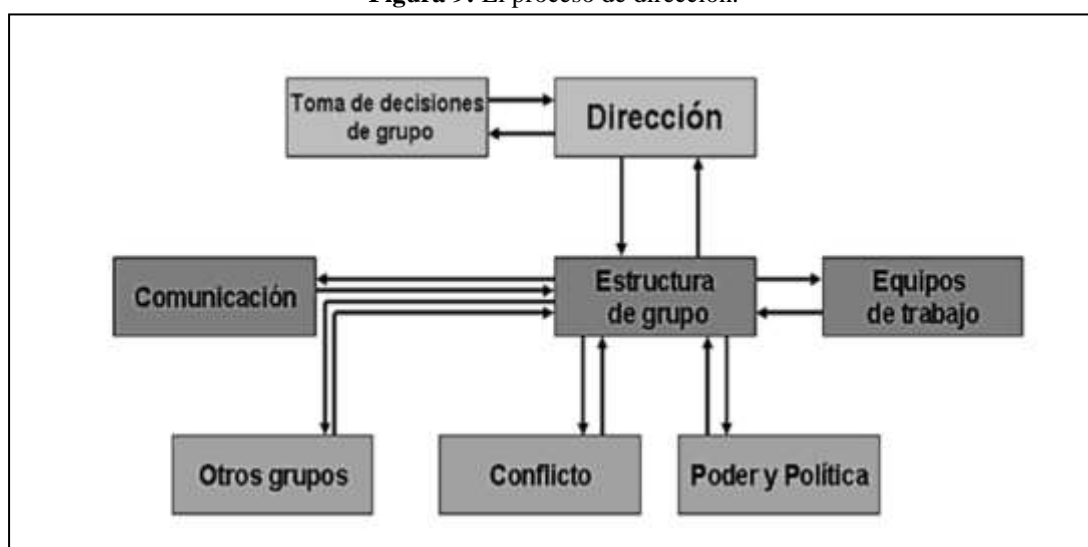 Figura 9: El proceso de dirección.
Toma de decisiones
de grupo
Dirección
Comunicación
Estructura
de grupo
Equipos
de trabajo
Otros grupos
Conflicto
Poder y Política